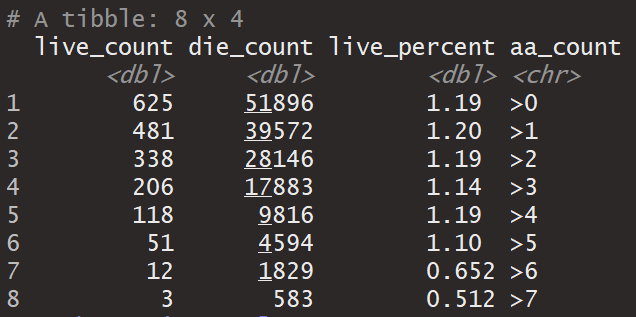 # A tibble: 8 x 4
live_count die_count live_percent aa_count
<dbl> <dbl> <dbl> <chr>
1 625 51896 1.19 >0
2 481 39572 1.20 >1
3 338 28146 1.19 >2
4 206 17883 1.14 >3
5 118 9816 1.19 >4
6 51 4594 1.10 >5
7 12 1829 0.652 >6
8 3 583 0.512 >7